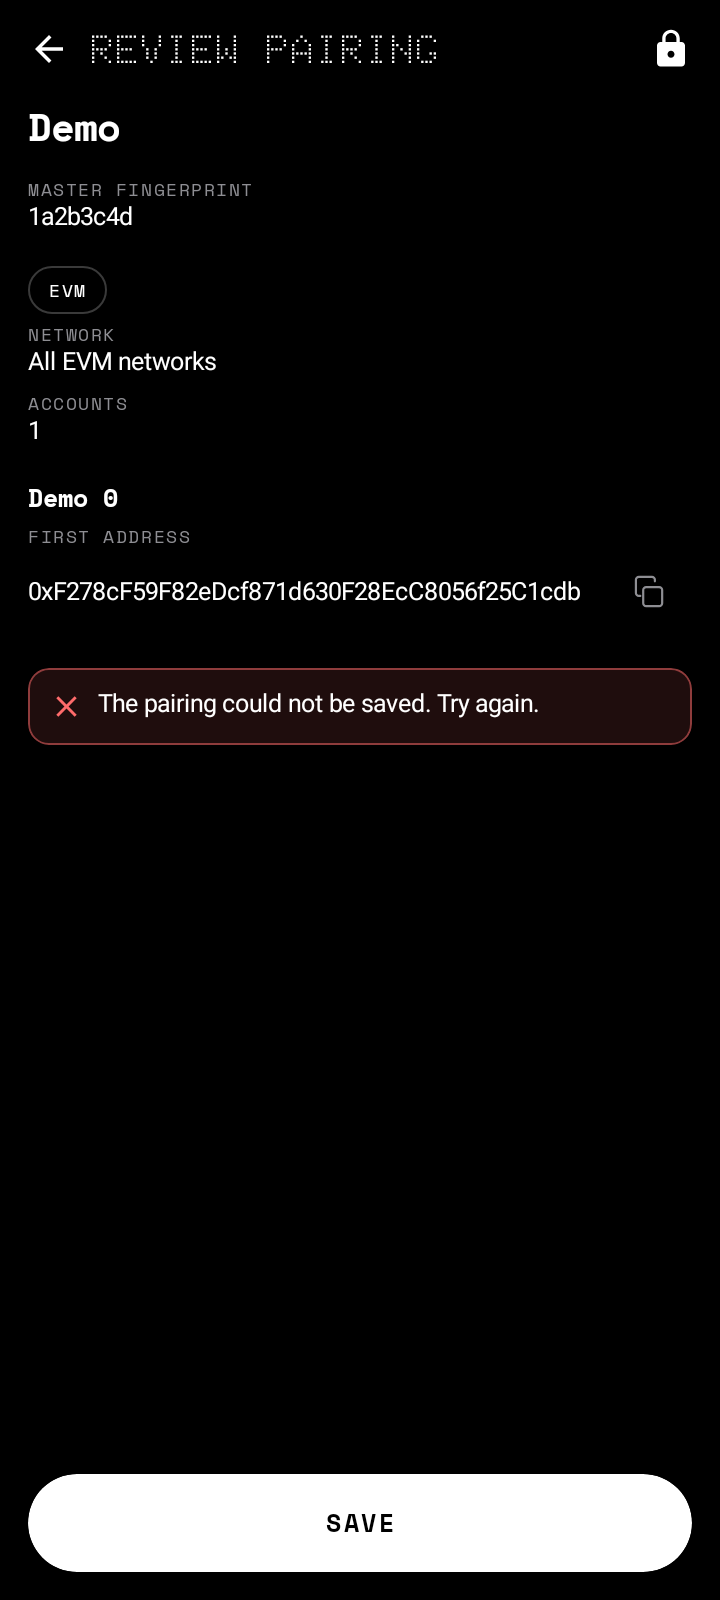 REVIEW PAIRING
Demo
MASTER FINGERPRINT
1a2b3c4d
EVM
NETWORK
All EVM networks
ACCOUNTS
1
Demo 0
FIRST ADDRESS
0xF278cF59F82eDcf871d630F28EcC8056f25C1cdb
The pairing could not be saved. Try again.
SAVE